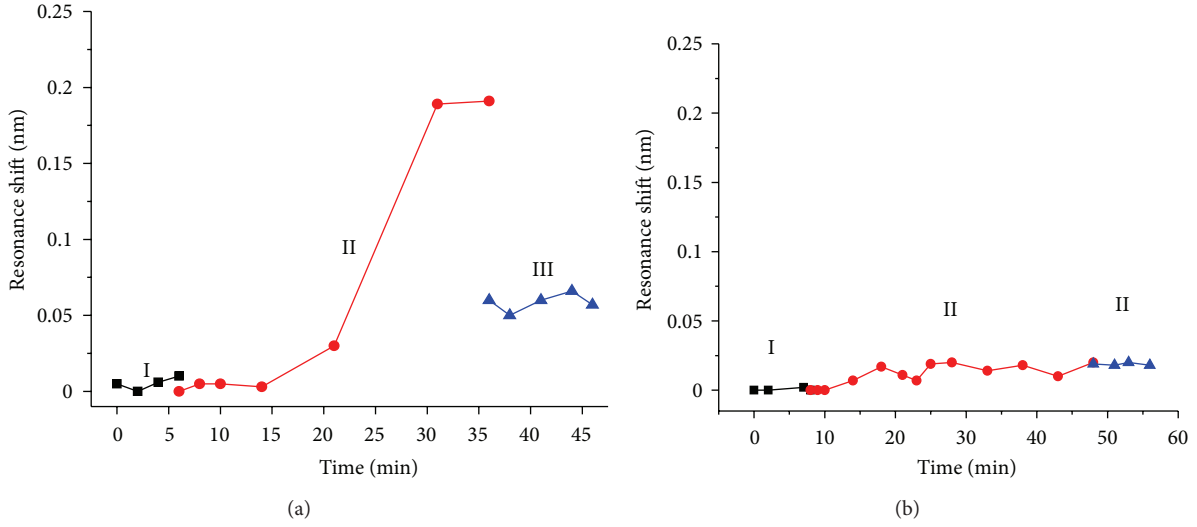 0.25
0.2
0.15
0.1
0.05
0
Resonance shift (nm)
I
II
III
0 5 10 15 20 25 30 35 40 45
Time (min)
(a)
0.25
0.2
0.15
0.1
0.05
0
Resonance shift (nm)
I
II
II
0 10 20 30 40 50 60
Time (min)
(b)